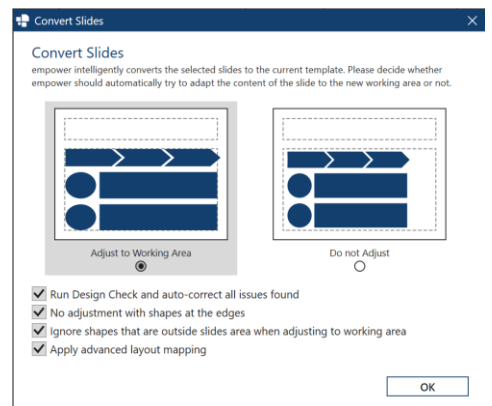 Convert Slides
Convert Slides
empower intelligently converts the selected slides to the current template. Please decide whether
empower should automatically try to adapt the content of the slide to the new working area or not.
Adjust to Working Area
Do not Adjust
Run Design Check and auto-correct all issues found
No adjustment with shapes at the edges
Ignore shapes that are outside slides area when adjusting to working area
Apply advanced layout mapping
OK